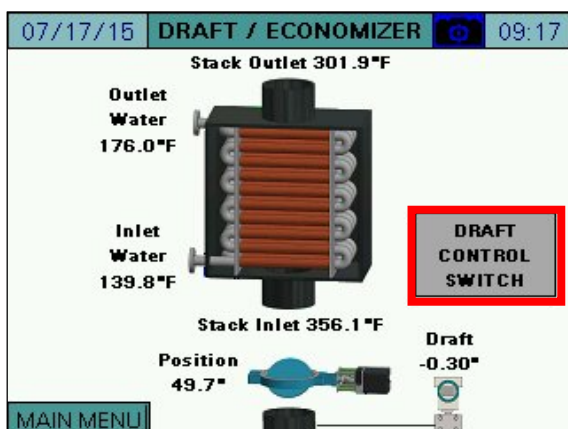 07/17/15 DRAFT / ECONOMIZER 09:17
Stack Outlet 301.9°F
Outlet
Water
176.0°F
Inlet
Water
139.8°F
DRAFT
CONTROL
SWITCH
Stack Inlet 356.1°F
Position
49.7°
Draft
-0.30"
MAIN MENU